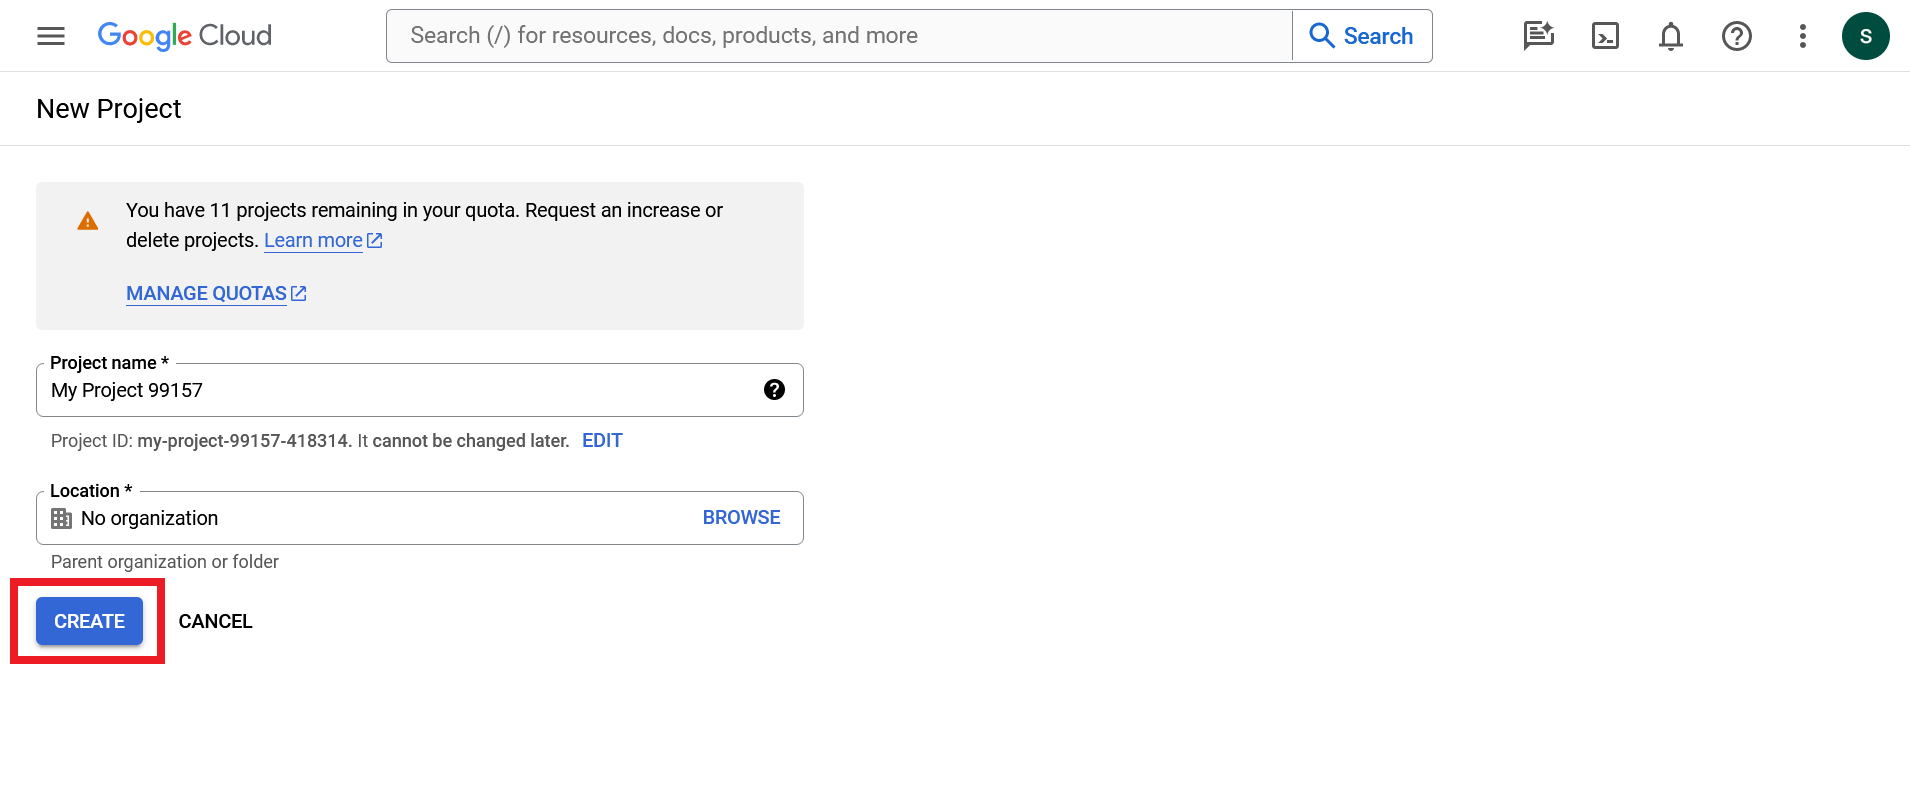 Google Cloud
Search (/) for resources, docs, products, and more
Search
S
New Project
You have 11 projects remaining in your quota. Request an increase or
delete projects. Learn more
MANAGE QUOTAS
Project name *
My Project 99157
Project ID: my-project-99157-418314. It cannot be changed later. EDIT
Location *
No organization
BROWSE
Parent organization or folder
CREATE
CANCEL